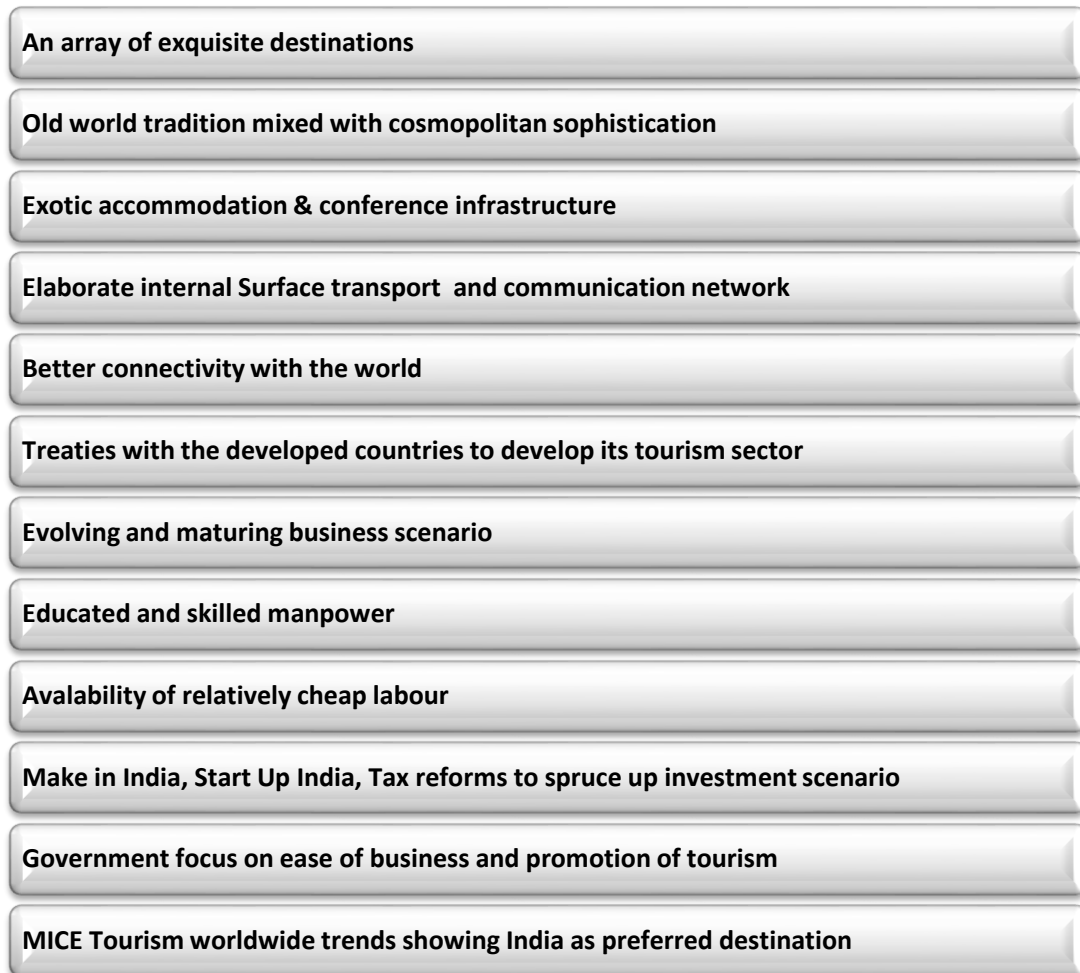 An array of exquisite destinations
Old world tradition mixed with cosmopolitan sophistication
Exotic accommodation & conference infrastructure
Elaborate internal Surface transport  and communication network
Better connectivity with the world
Treaties with the developed countries to develop its tourism sector
Evolving and maturing business scenario
Educated and skilled manpower
Avalability of relatively cheap labour
Make in India, Start Up India, Tax reforms to spruce up investment scenario
Government focus on ease of business and promotion of tourism
MICE Tourism worldwide trends showing India as preferred destination